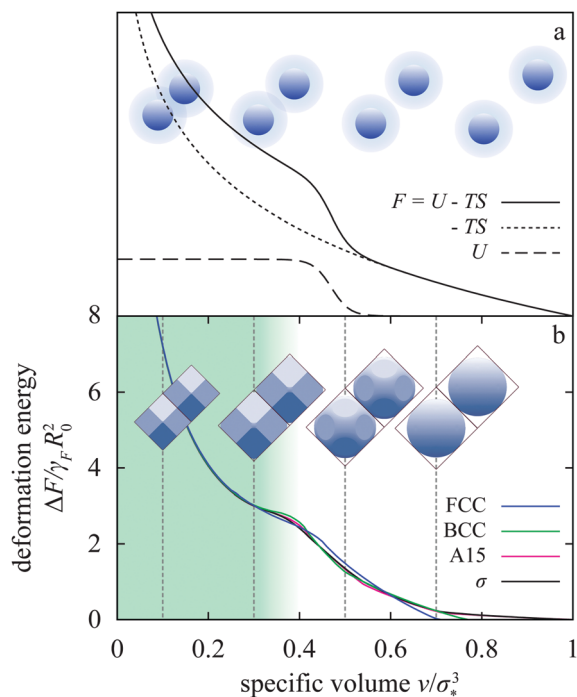 a
F = U - TS
- TS
U
8
6
4
2
0
b
deformation energy
ΔF/γ_F R_0^2
FCC
BCC
A15
σ
0 0.2 0.4 0.6 0.8 1
specific volume v/σ_*^3